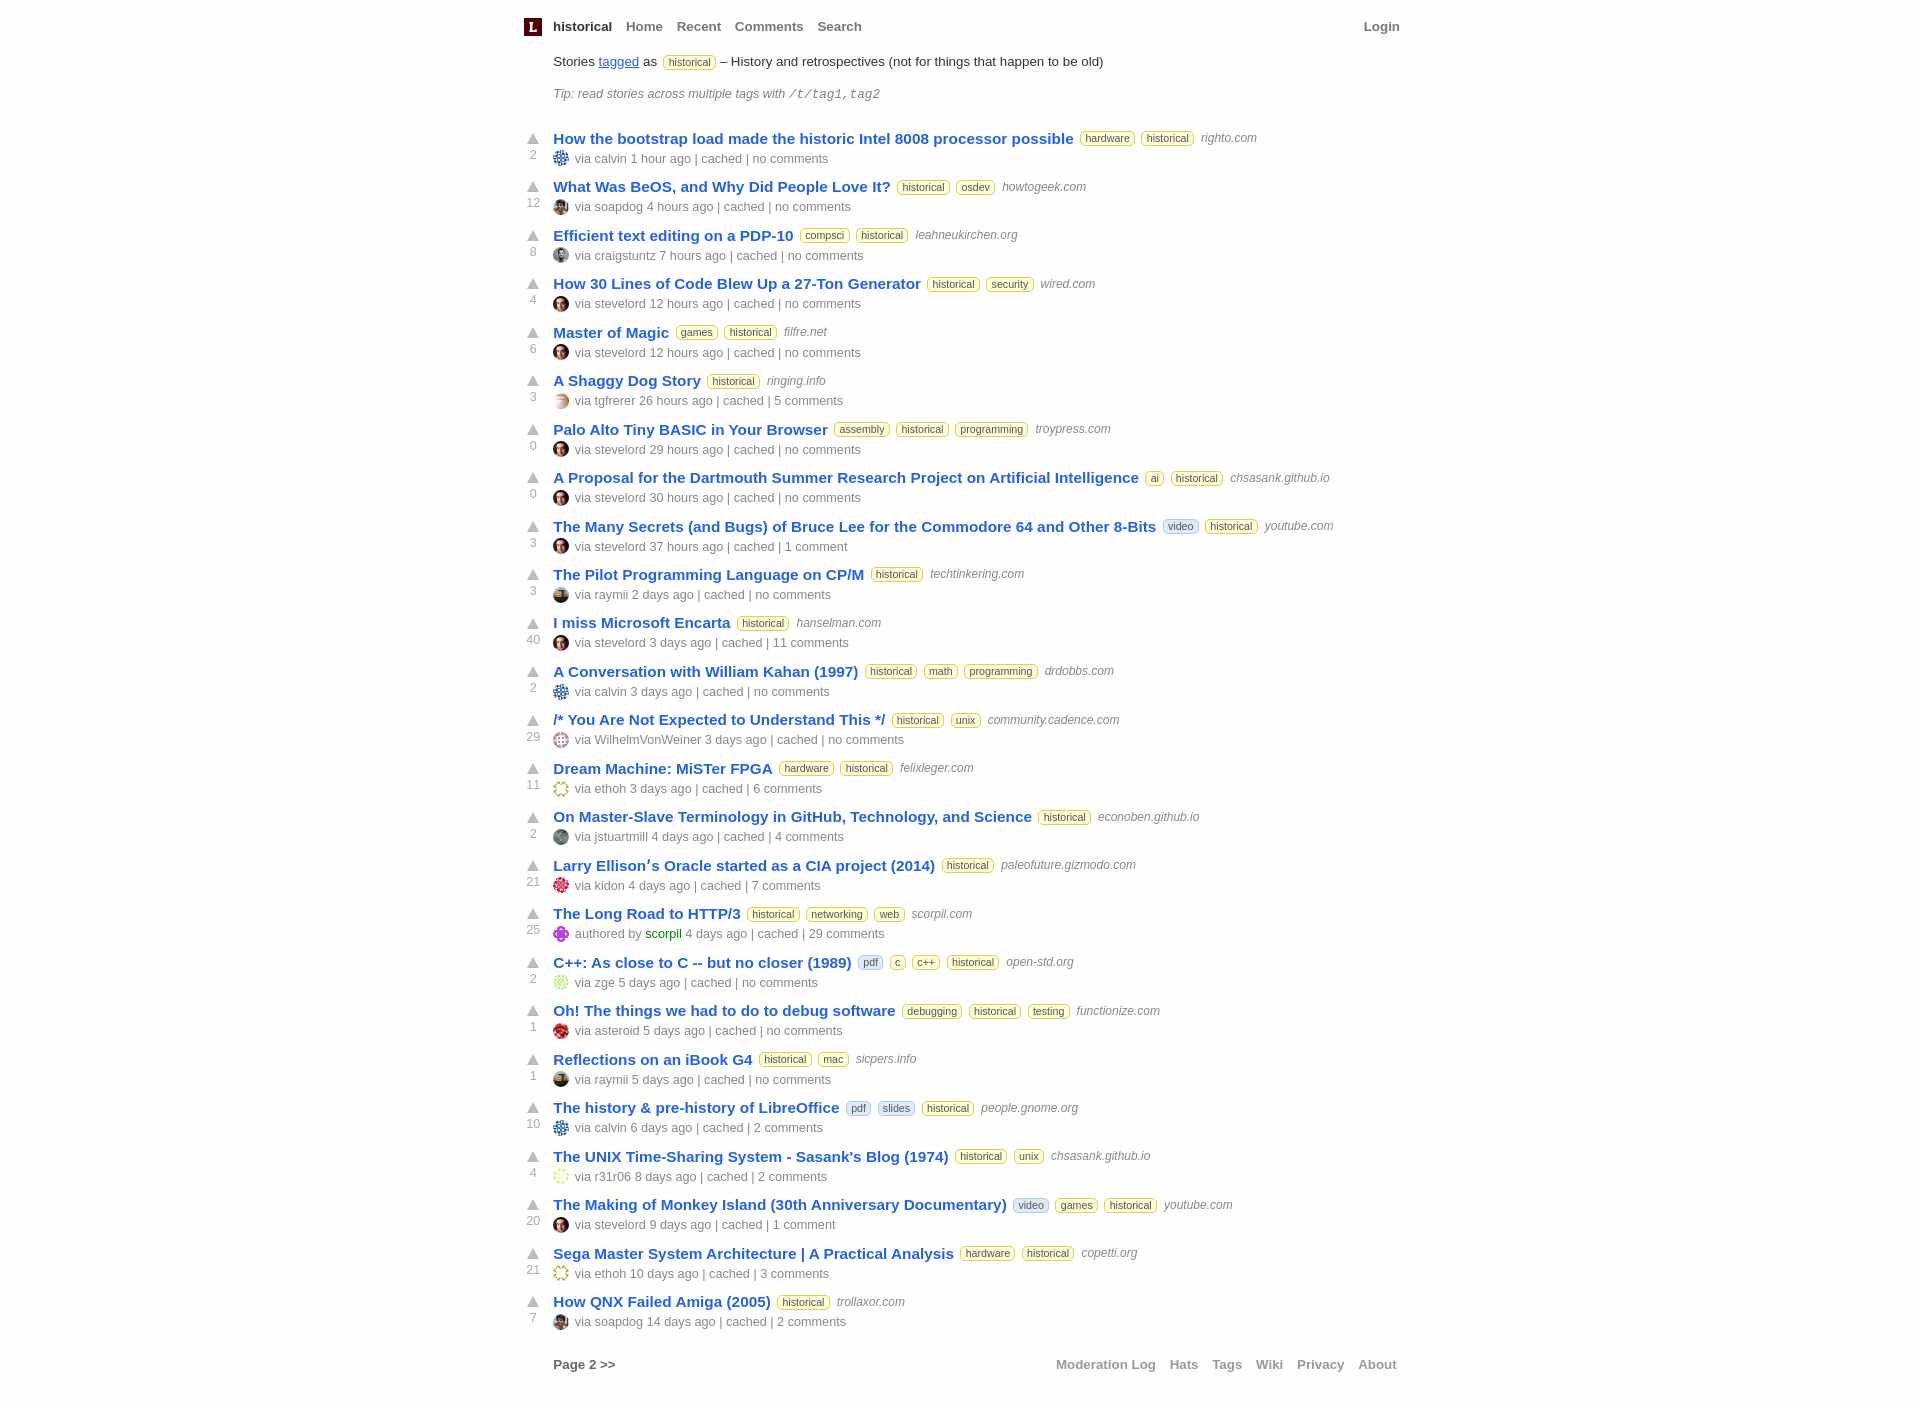 L historical Home Recent Comments Search Login
Stories tagged as historical – History and retrospectives (not for things that happen to be old)
Tip: read stories across multiple tags with /t/tag1,tag2
How the bootstrap load made the historic Intel 8008 processor possible hardware historical righto.com
2 via calvin 1 hour ago | cached | no comments
What Was BeOS, and Why Did People Love It? historical osdev howtogeek.com
12 via soapdog 4 hours ago | cached | no comments
Efficient text editing on a PDP-10 compsci historical leahneukirchen.org
8 via craigstuntz 7 hours ago | cached | no comments
How 30 Lines of Code Blew Up a 27-Ton Generator historical security wired.com
4 via stevelord 12 hours ago | cached | no comments
Master of Magic games historical filfre.net
6 via stevelord 12 hours ago | cached | no comments
A Shaggy Dog Story historical ringing.info
3 via tgfrerer 26 hours ago | cached | 5 comments
Palo Alto Tiny BASIC in Your Browser assembly historical programming troypress.com
0 via stevelord 29 hours ago | cached | no comments
A Proposal for the Dartmouth Summer Research Project on Artificial Intelligence ai historical chsasank.github.io
0 via stevelord 30 hours ago | cached | no comments
The Many Secrets (and Bugs) of Bruce Lee for the Commodore 64 and Other 8-Bits video historical youtube.com
3 via stevelord 37 hours ago | cached | 1 comment
The Pilot Programming Language on CP/M historical techtinkering.com
3 via raymii 2 days ago | cached | no comments
I miss Microsoft Encarta historical hanselman.com
40 via stevelord 3 days ago | cached | 11 comments
A Conversation with William Kahan (1997) historical math programming drdobbs.com
2 via calvin 3 days ago | cached | no comments
/* You Are Not Expected to Understand This */ historical unix community.cadence.com
29 via WilhelmVonWeiner 3 days ago | cached | no comments
Dream Machine: MiSTer FPGA hardware historical felixleger.com
11 via ethoh 3 days ago | cached | 6 comments
On Master-Slave Terminology in GitHub, Technology, and Science historical econoben.github.io
2 via jstuartmill 4 days ago | cached | 4 comments
Larry Ellisonʼs Oracle started as a CIA project (2014) historical paleofuture.gizmodo.com
21 via kidon 4 days ago | cached | 7 comments
The Long Road to HTTP/3 historical networking web scorpil.com
25 authored by scorpil 4 days ago | cached | 29 comments
C++: As close to C -- but no closer (1989) pdf c c++ historical open-std.org
2 via zge 5 days ago | cached | no comments
Oh! The things we had to do to debug software debugging historical testing functionize.com
1 via asteroid 5 days ago | cached | no comments
Reflections on an iBook G4 historical mac sicpers.info
1 via raymii 5 days ago | cached | no comments
The history & pre-history of LibreOffice pdf slides historical people.gnome.org
10 via calvin 6 days ago | cached | 2 comments
The UNIX Time-Sharing System - Sasank's Blog (1974) historical unix chsasank.github.io
4 via r31r06 8 days ago | cached | 2 comments
The Making of Monkey Island (30th Anniversary Documentary) video games historical youtube.com
20 via stevelord 9 days ago | cached | 1 comment
Sega Master System Architecture | A Practical Analysis hardware historical copetti.org
21 via ethoh 10 days ago | cached | 3 comments
How QNX Failed Amiga (2005) historical trollaxor.com
7 via soapdog 14 days ago | cached | 2 comments
Page 2 >> Moderation Log Hats Tags Wiki Privacy About